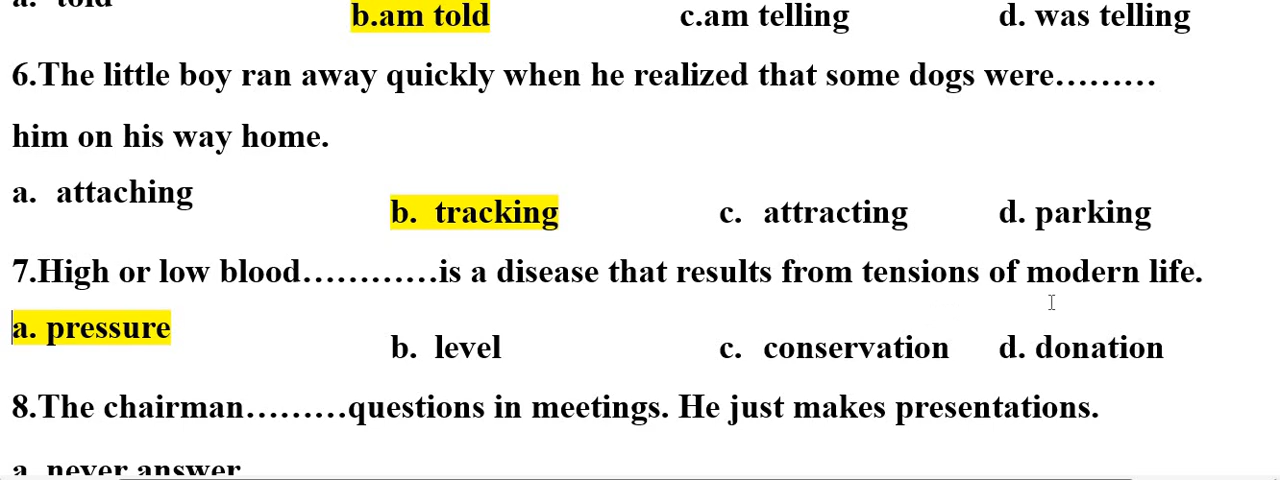 a. told
b.am told c.am telling d. was telling
6.The little boy ran away quickly when he realized that some dogs were………
him on his way home.
a. attaching b. tracking c. attracting d. parking
7.High or low blood…………is a disease that results from tensions of modern life.
a. pressure b. level c. conservation d. donation
8.The chairman………questions in meetings. He just makes presentations.
a. never answer